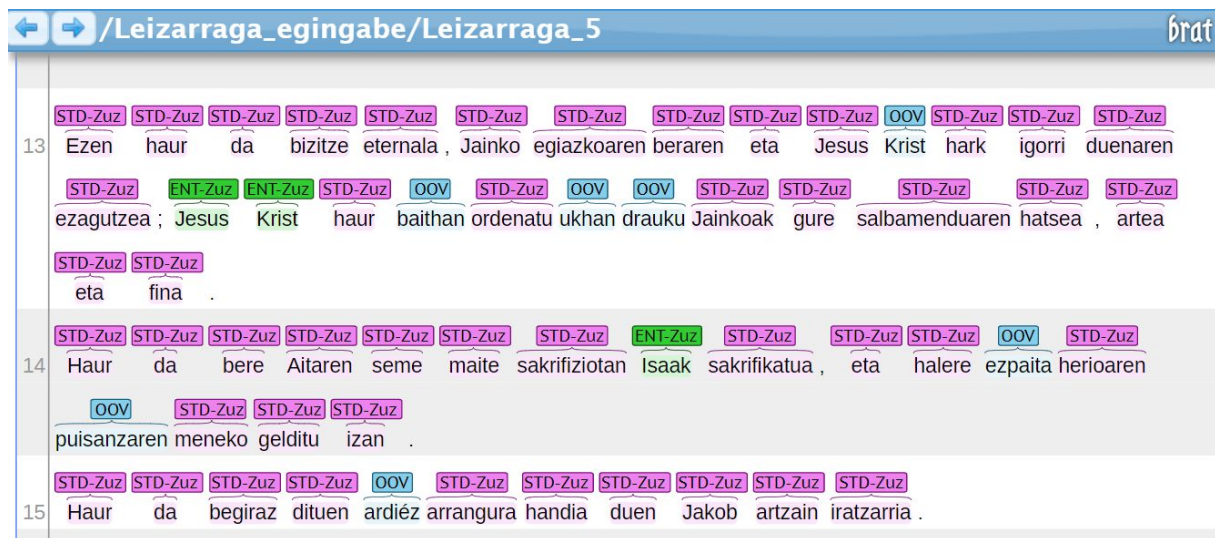 /Leizarraga_egingabe/Leizarraga_5 brat
STD-Zuz STD-Zuz STD-Zuz STD-Zuz STD-Zuz STD-Zuz STD-Zuz STD-Zuz STD-Zuz STD-Zuz OOV STD-Zuz STD-Zuz STD-Zuz
13 Ezen haur da bizitze eternala , Jainko egiazkoaren beraren eta Jesus Krist hark igorri duenaren
STD-Zuz ENT-Zuz ENT-Zuz STD-Zuz OOV STD-Zuz OOV OOV STD-Zuz STD-Zuz STD-Zuz STD-Zuz STD-Zuz
ezagutzea ; Jesus Krist haur baithan ordenatu ukhan drauku Jainkoak gure salbamenduaren hatsea , artea
STD-Zuz STD-Zuz
eta fina .
STD-Zuz STD-Zuz STD-Zuz STD-Zuz STD-Zuz STD-Zuz STD-Zuz ENT-Zuz STD-Zuz STD-Zuz STD-Zuz OOV STD-Zuz
14 Haur da bere Aitaren seme maite sakrifiziotan Isaak sakrifikatua , eta halere ezpaita herioaren
OOV STD-Zuz STD-Zuz STD-Zuz
puisanzaren meneko gelditu izan .
STD-Zuz STD-Zuz STD-Zuz STD-Zuz OOV STD-Zuz STD-Zuz STD-Zuz STD-Zuz STD-Zuz STD-Zuz
15 Haur da begiraz dituen ardiéz arrangura handia duen Jakob artzain iratzarria .